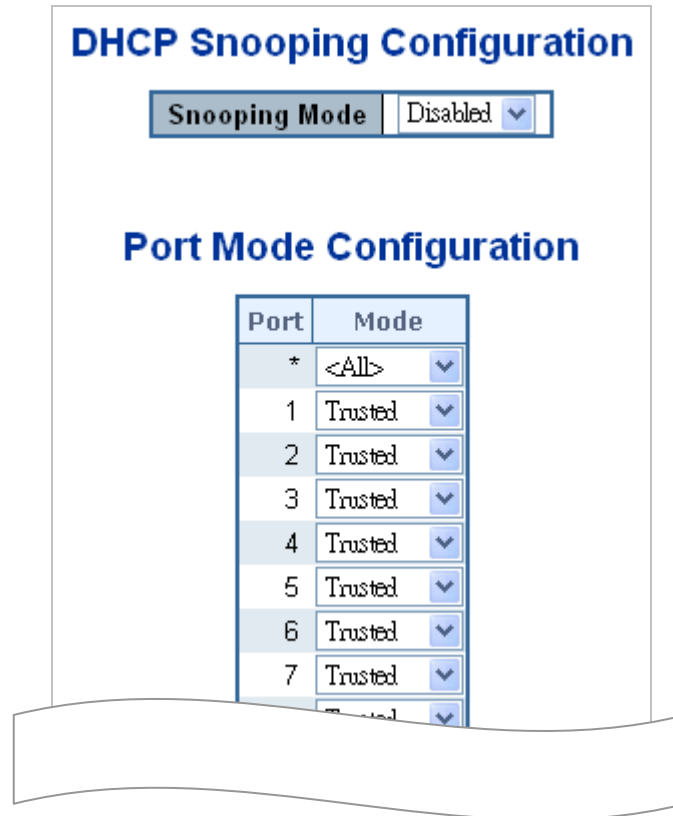 DHCP Snooping Configuration
Snooping Mode Disabled
Port Mode Configuration
Port Mode
* <All>
1 Trusted
2 Trusted
3 Trusted
4 Trusted
5 Trusted
6 Trusted
7 Trusted